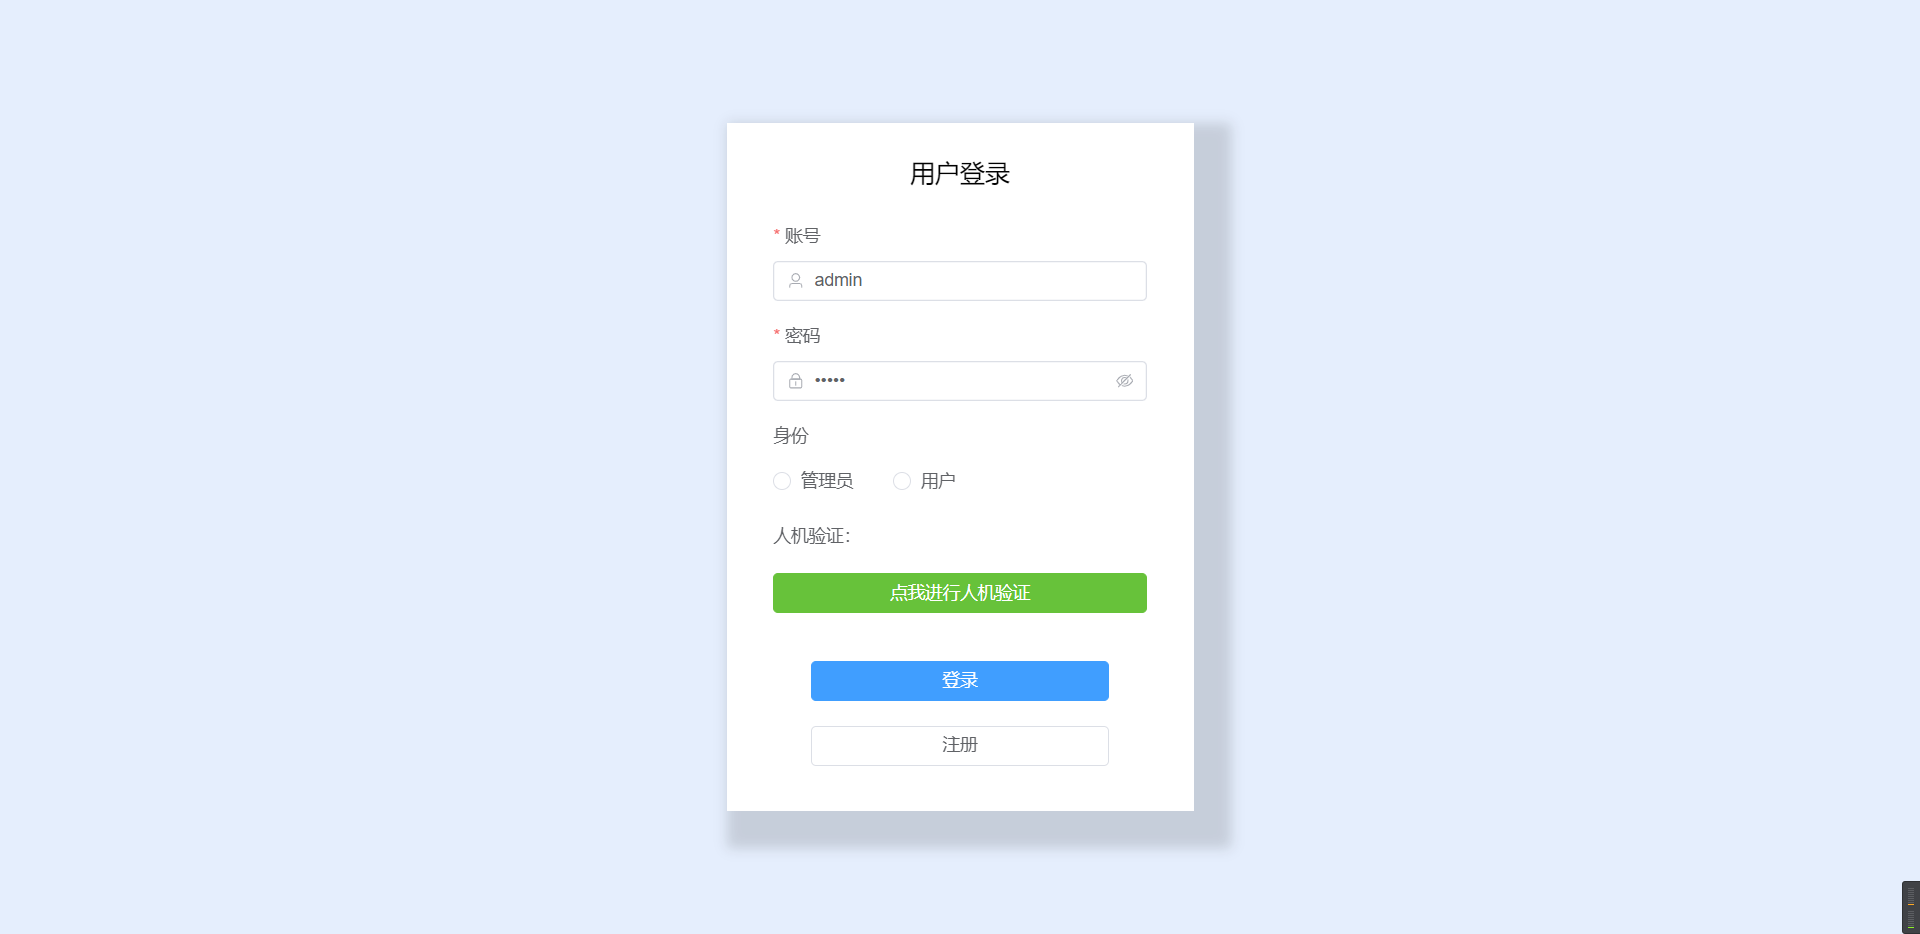 用户登录
* 账号
admin
* 密码
•••••
身份
管理员 用户
人机验证：
点我进行人机验证
登录
注册